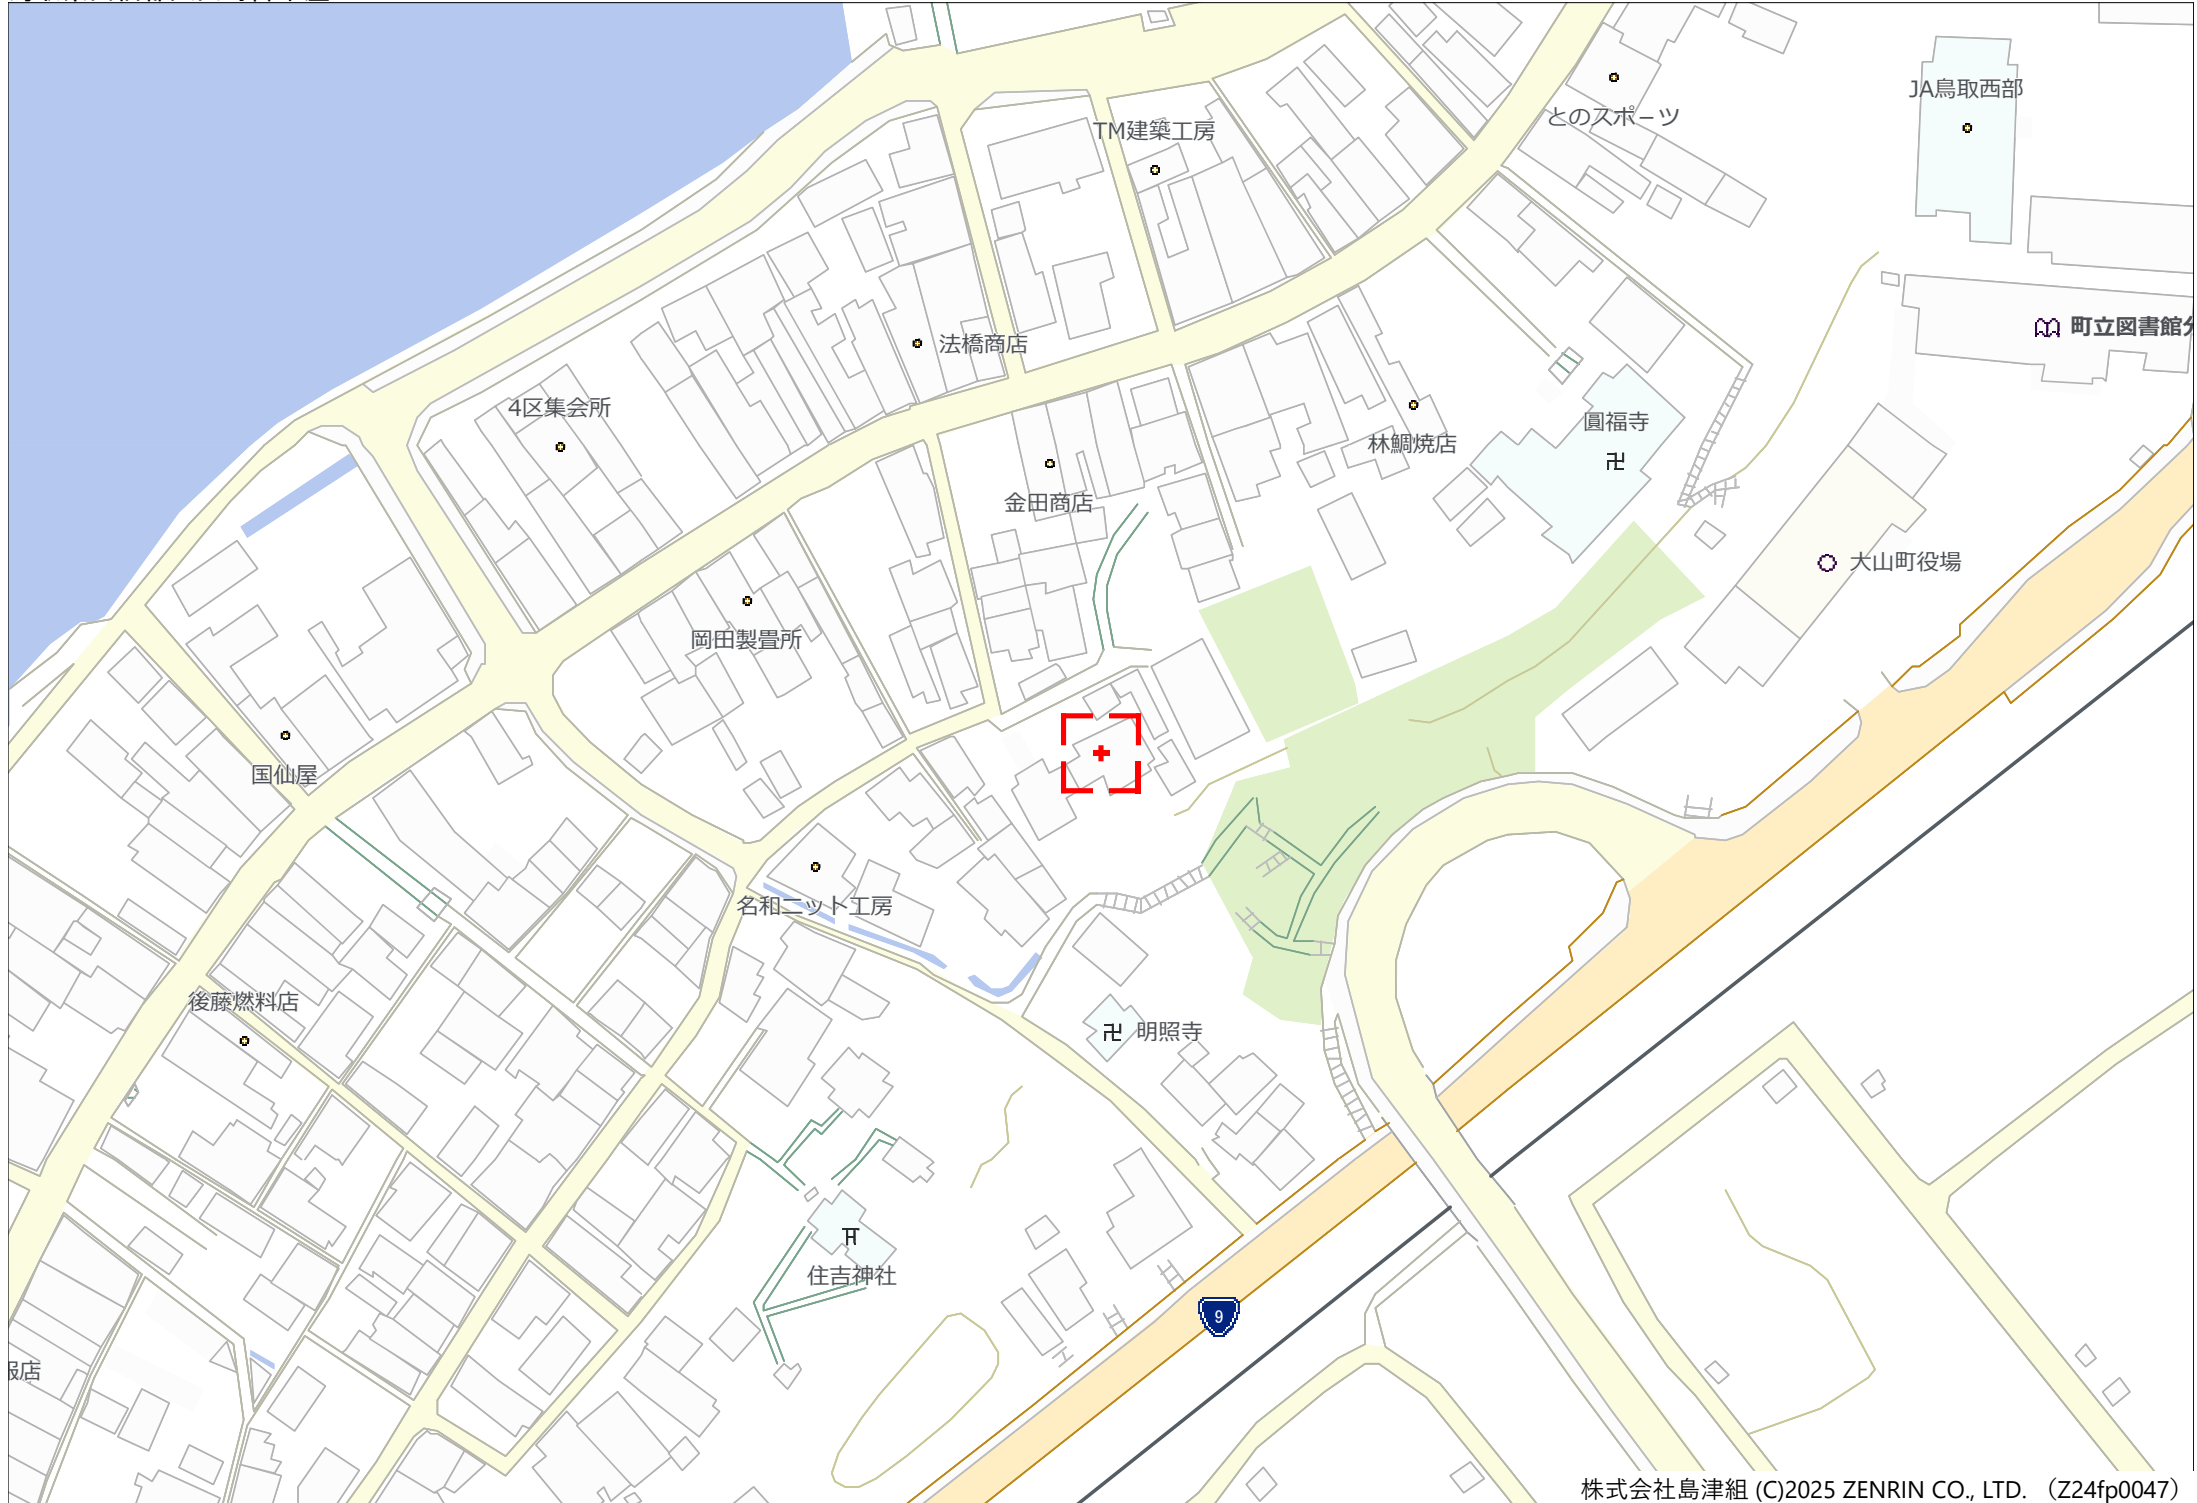 JA鳥取西部
とのスポーツ
TM建築工房
町立図書館
法橋商店
4区集会所
圓福寺
林鯛焼店
金田商店
大山町役場
岡田製畳所
国仙屋
名和ニット工房
後藤燃料店
明照寺
住吉神社
9
服店
株式会社島津組 (C)2025 ZENRIN CO., LTD. (Z24fp0047)